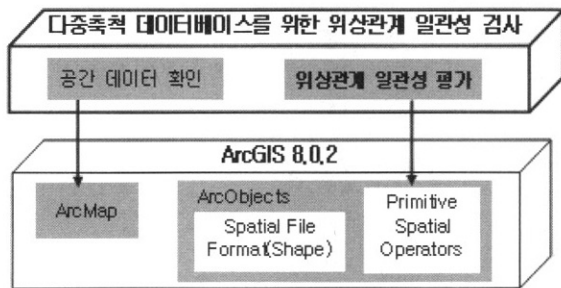 다중축척 데이터베이스를 위한 위상관계 일관성 검사
공간 데이터 확인
위상관계 일관성 평가
ArcGIS 8.0.2
ArcMap
ArcObjects
Spatial File
Format(Shape)
Primitive
Spatial
Operators